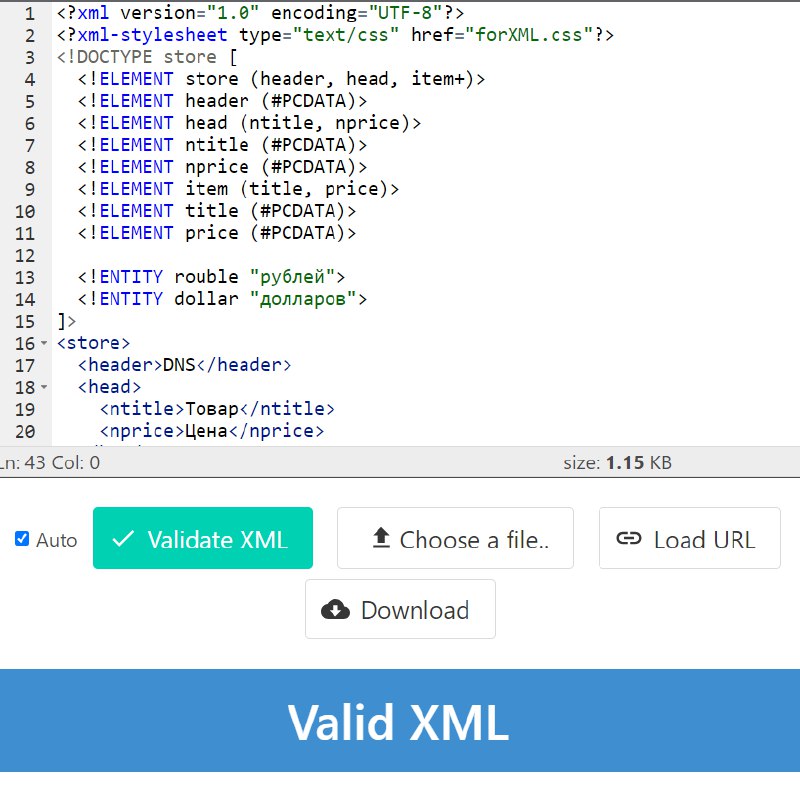 1 <?xml version="1.0" encoding="UTF-8"?>
2 <?xml-stylesheet type="text/css" href="forXML.css"?>
3 <!DOCTYPE store [
4 <!ELEMENT store (header, head, item+)>
5 <!ELEMENT header (#PCDATA)>
6 <!ELEMENT head (ntitle, nprice)>
7 <!ELEMENT ntitle (#PCDATA)>
8 <!ELEMENT nprice (#PCDATA)>
9 <!ELEMENT item (title, price)>
10 <!ELEMENT title (#PCDATA)>
11 <!ELEMENT price (#PCDATA)>
12
13 <!ENTITY rouble "рублей">
14 <!ENTITY dollar "долларов">
15 ]>
16 <store>
17 <header>DNS</header>
18 <head>
19 <ntitle>Товар</ntitle>
20 <nprice>Цена</nprice>
Ln: 43 Col: 0 size: 1.15 KB
Auto Validate XML Choose a file.. Load URL
Download
Valid XML